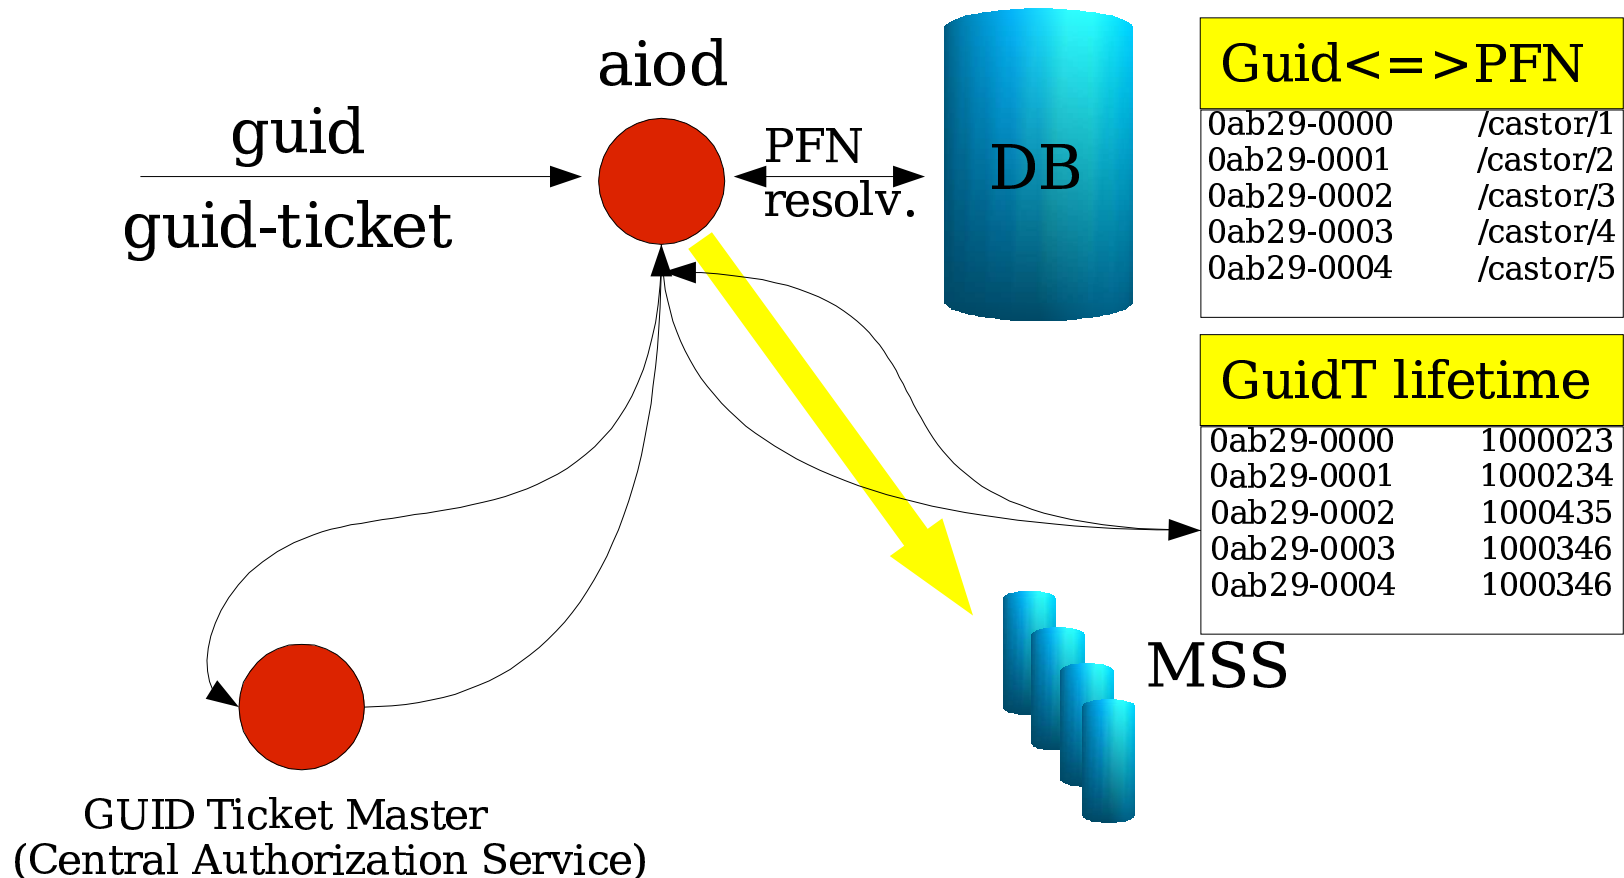 aiod
guid
guid-ticket
PFN
resolv.
DB
Guid<=>PFN
0ab29-0000 /castor/1
0ab29-0001 /castor/2
0ab29-0002 /castor/3
0ab29-0003 /castor/4
0ab29-0004 /castor/5
GuidT lifetime
0ab29-0000 1000023
0ab29-0001 1000234
0ab29-0002 1000435
0ab29-0003 1000346
0ab29-0004 1000346
MSS
GUID Ticket Master
(Central Authorization Service)